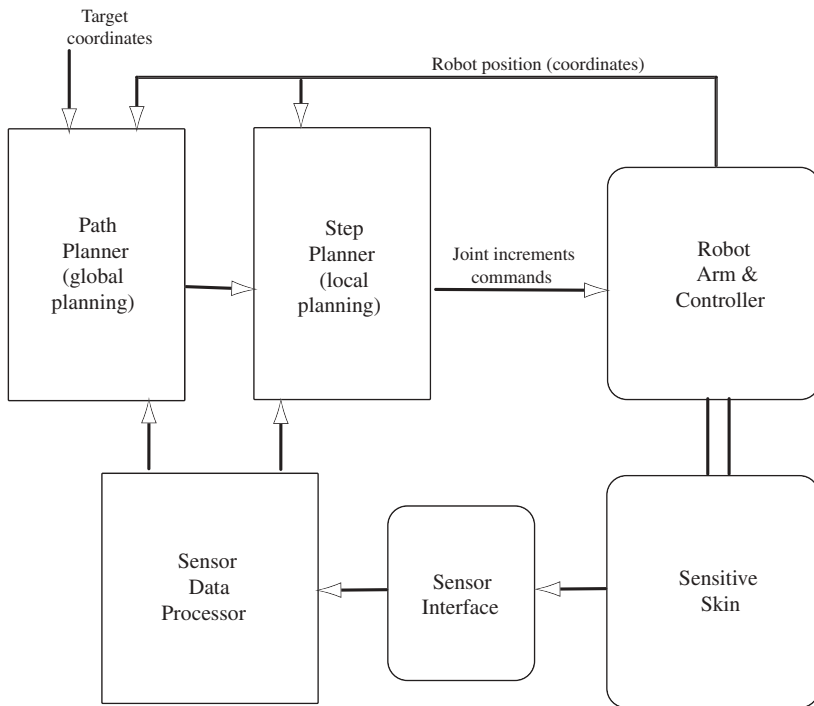 Target
coordinates
Robot position (coordinates)
Path
Planner
(global
planning)
Step
Planner
(local
planning)
Joint increments
commands
Robot
Arm &
Controller
Sensor
Data
Processor
Sensor
Interface
Sensitive
Skin